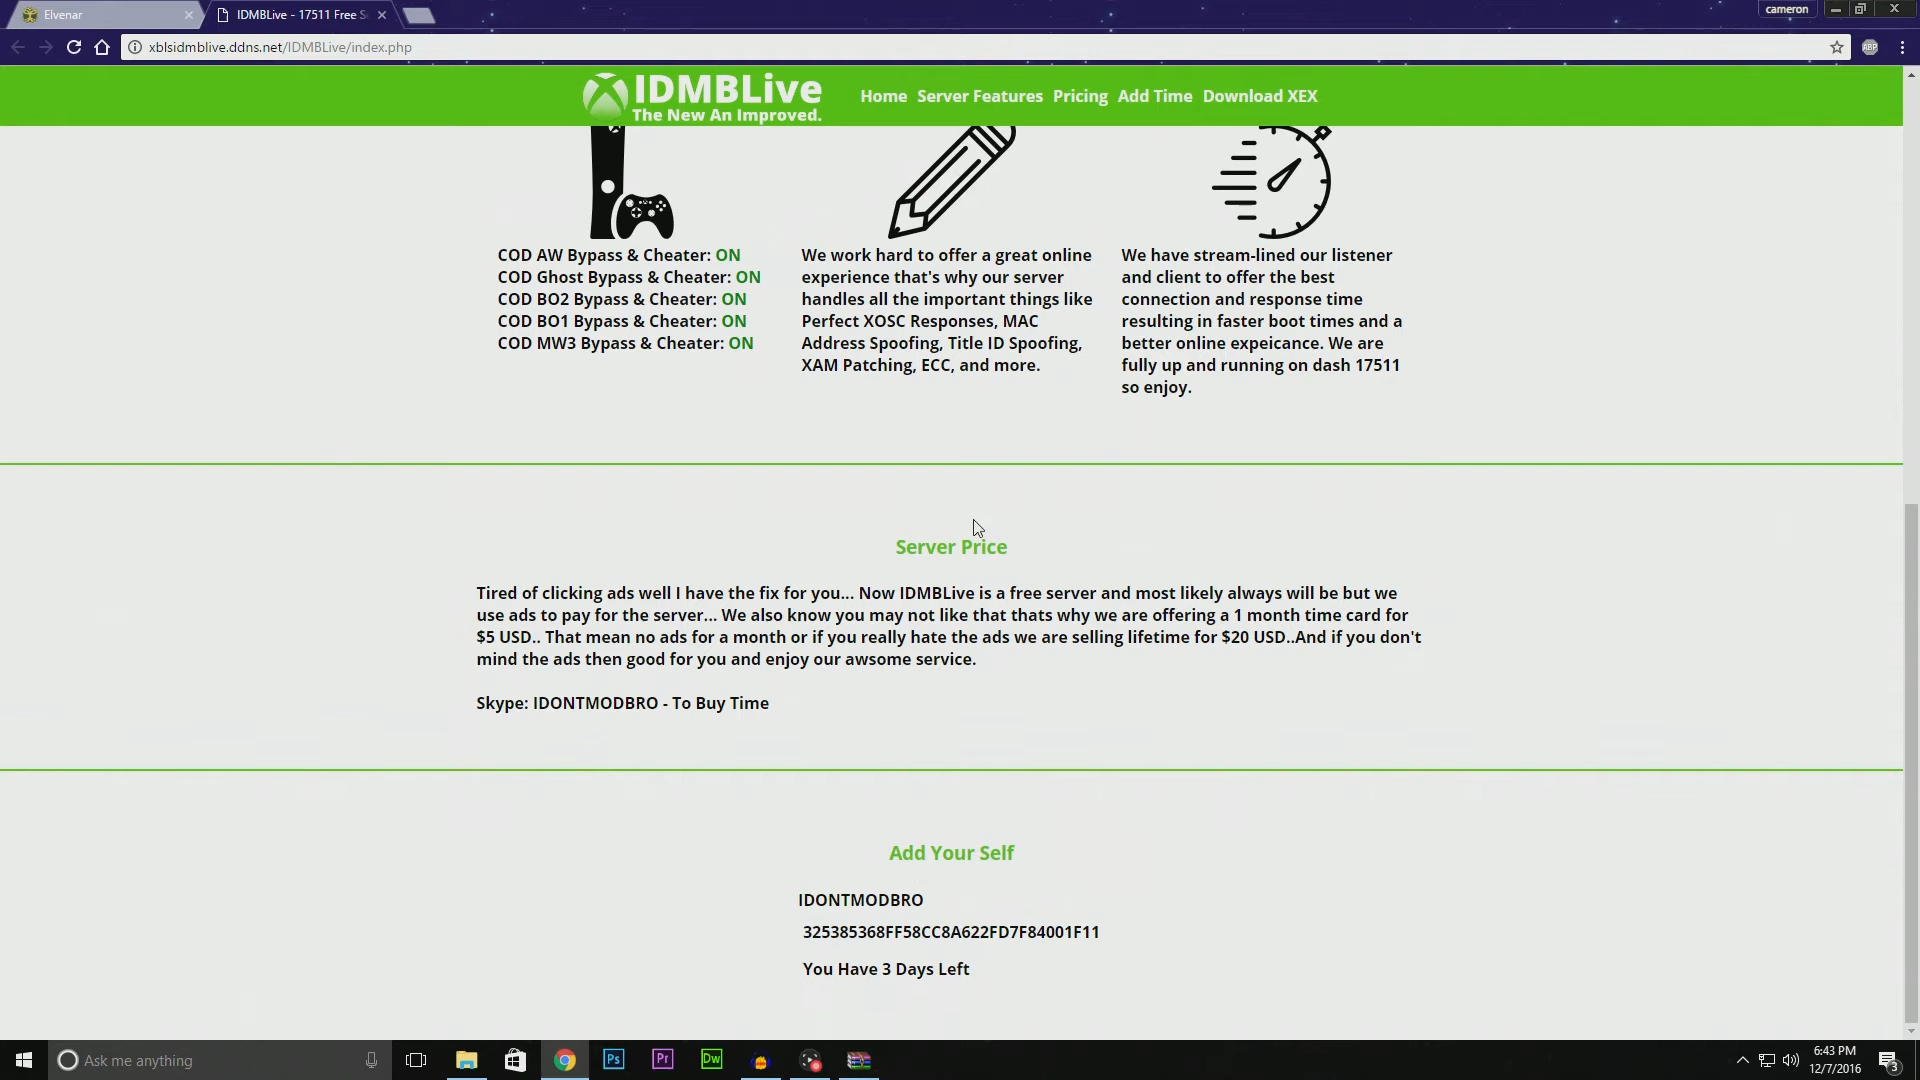 Elvenar
IDMBLive - 17511 Free S
cameron
xblsidmblive.ddns.net/IDMBLive/index.php
ABP
IDMBLive
The New An Improved.
Home Server Features Pricing Add Time Download XEX
COD AW Bypass & Cheater: ON
COD Ghost Bypass & Cheater: ON
COD BO2 Bypass & Cheater: ON
COD BO1 Bypass & Cheater: ON
COD MW3 Bypass & Cheater: ON
We work hard to offer a great online
experience that's why our server
handles all the important things like
Perfect XOSC Responses, MAC
Address Spoofing, Title ID Spoofing,
XAM Patching, ECC, and more.
We have stream-lined our listener
and client to offer the best
connection and response time
resulting in faster boot times and a
better online expeicance. We are
fully up and running on dash 17511
so enjoy.
Server Price
Tired of clicking ads well I have the fix for you... Now IDMBLive is a free server and most likely always will be but we
use ads to pay for the server... We also know you may not like that thats why we are offering a 1 month time card for
$5 USD.. That mean no ads for a month or if you really hate the ads we are selling lifetime for $20 USD..And if you don't
mind the ads then good for you and enjoy our awsome service.
Skype: IDONTMODBRO - To Buy Time
Add Your Self
IDONTMODBRO
325385368FF58CC8A622FD7F84001F11
You Have 3 Days Left
Ask me anything
Ps
Pr
Dw
6:43 PM
12/7/2016
3